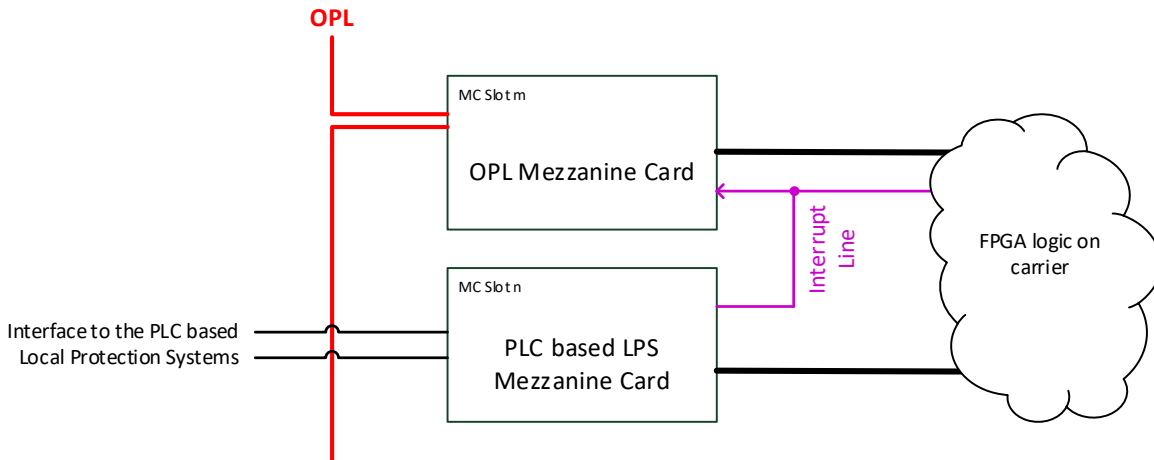 OPL
MC Slot m
OPL Mezzanine Card
Interrupt
Line
FPGA logic on
carrier
MC Slot n
Interface to the PLC based
Local Protection Systems
PLC based LPS
Mezzanine Card